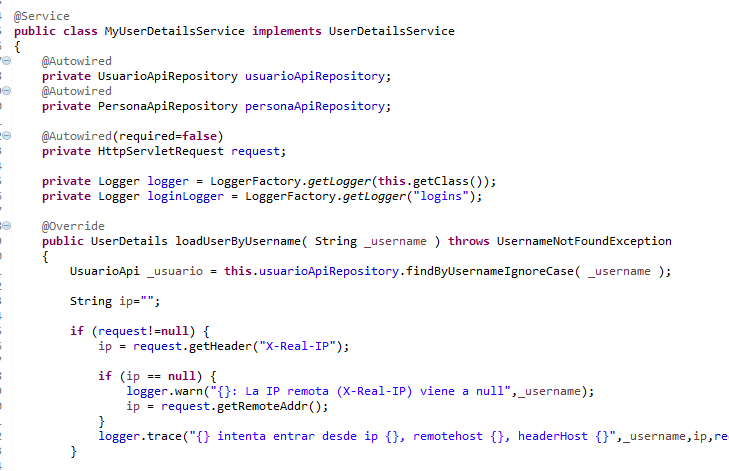 @Service
public class MyUserDetailsService implements UserDetailsService
{
@Autowired
private UsuarioApiRepository usuarioApiRepository;
@Autowired
private PersonaApiRepository personaApiRepository;
@Autowired(required=false)
private HttpServletRequest request;
private Logger logger = LoggerFactory.getLogger(this.getClass());
private Logger loginLogger = LoggerFactory.getLogger("logins");
@Override
public UserDetails loadUserByUsername( String _username ) throws UsernameNotFoundException
{
UsuarioApi _usuario = this.usuarioApiRepository.findByUsernameIgnoreCase( _username );
String ip="";
if (request!=null) {
ip = request.getHeader("X-Real-IP");
if (ip == null) {
logger.warn("{}: La IP remota (X-Real-IP) viene a null",_username);
ip = request.getRemoteAddr();
}
logger.trace("{} intenta entrar desde ip {}, remotehost {}, headerHost {}",_username,ip,re
}